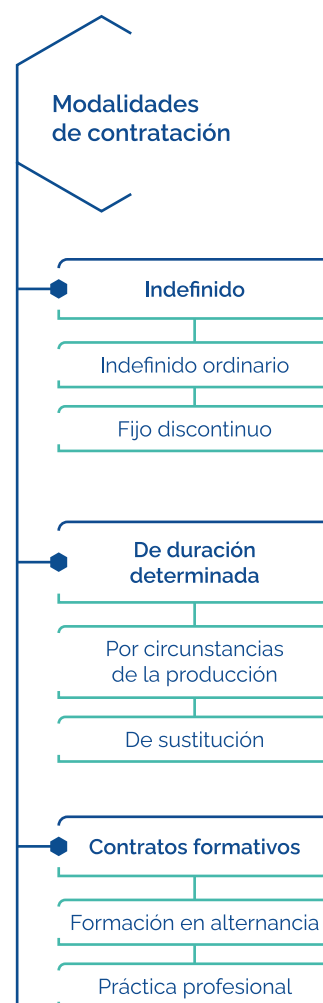 Modalidades
de contratación
Indefinido
Indefinido ordinario
Fijo discontinuo
De duración
determinada
Por circunstancias
de la producción
De sustitución
Contratos formativos
Formación en alternancia
Práctica profesional